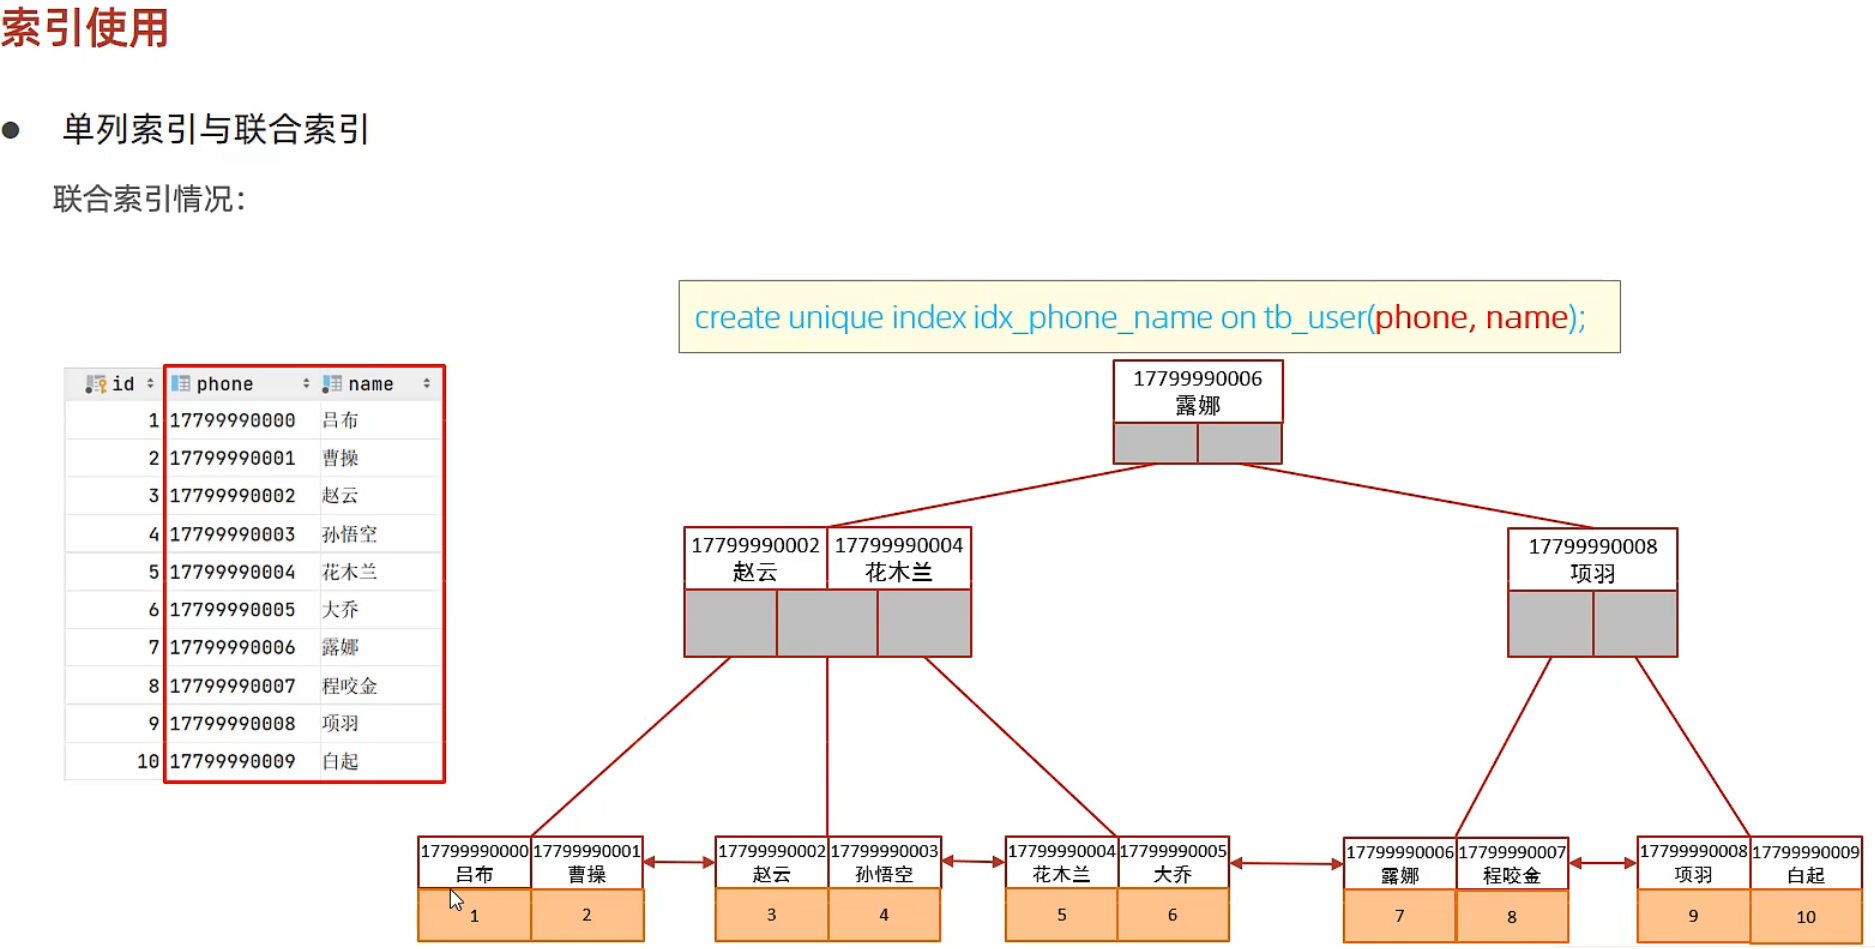 索引使用
● 单列索引与联合索引
联合索引情况：
create unique index idx_phone_name on tb_user(phone, name);
id phone name
1 17799990000 吕布
2 17799990001 曹操
3 17799990002 赵云
4 17799990003 孙悟空
5 17799990004 花木兰
6 17799990005 大乔
7 17799990006 露娜
8 17799990007 程咬金
9 17799990008 项羽
10 17799990009 白起
17799990006
露娜
17799990002 17799990004
赵云 花木兰
17799990008
项羽
17799990000 17799990001
吕布 曹操
1 2
17799990002 17799990003
赵云 孙悟空
3 4
17799990004 17799990005
花木兰 大乔
5 6
17799990006 17799990007
露娜 程咬金
7 8
17799990008 17799990009
项羽 白起
9 10